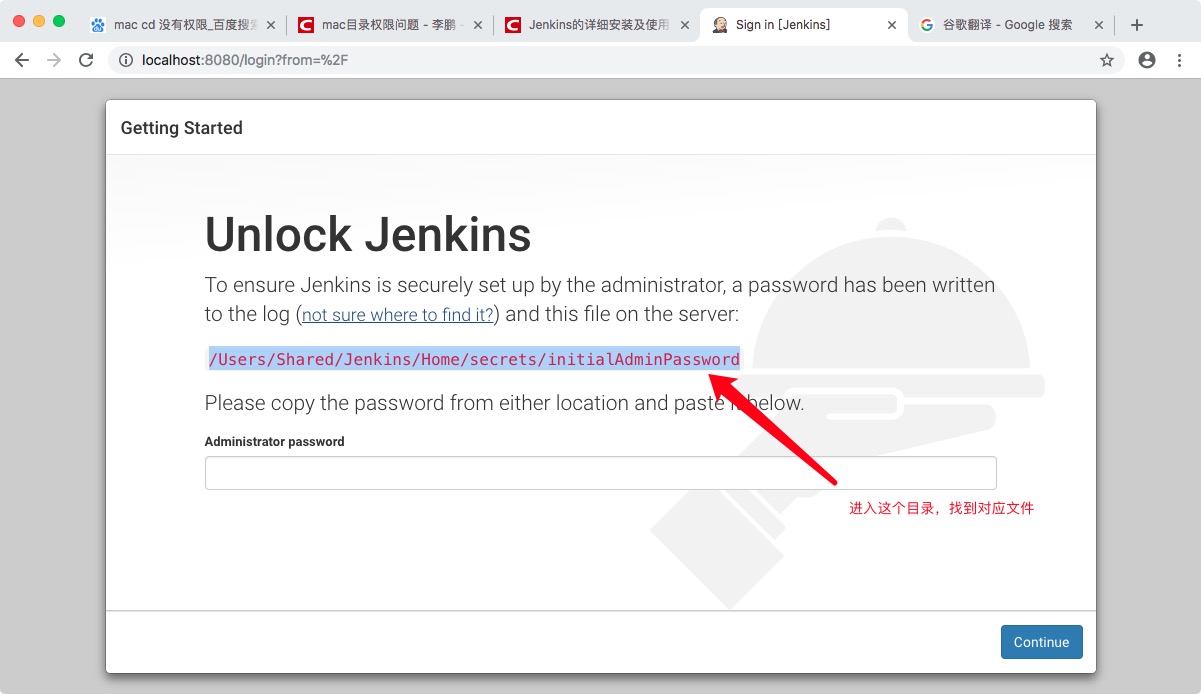 mac cd 没有权限_百度搜索
mac目录权限问题 - 李鹏 -
Jenkins的详细安装及使用
Sign in [Jenkins]
谷歌翻译 - Google 搜索
localhost:8080/login?from=%2F
Getting Started
Unlock Jenkins
To ensure Jenkins is securely set up by the administrator, a password has been written
to the log (not sure where to find it?) and this file on the server:
/Users/Shared/Jenkins/Home/secrets/initialAdminPassword
Please copy the password from either location and paste it below.
Administrator password
进入这个目录，找到对应文件
Continue